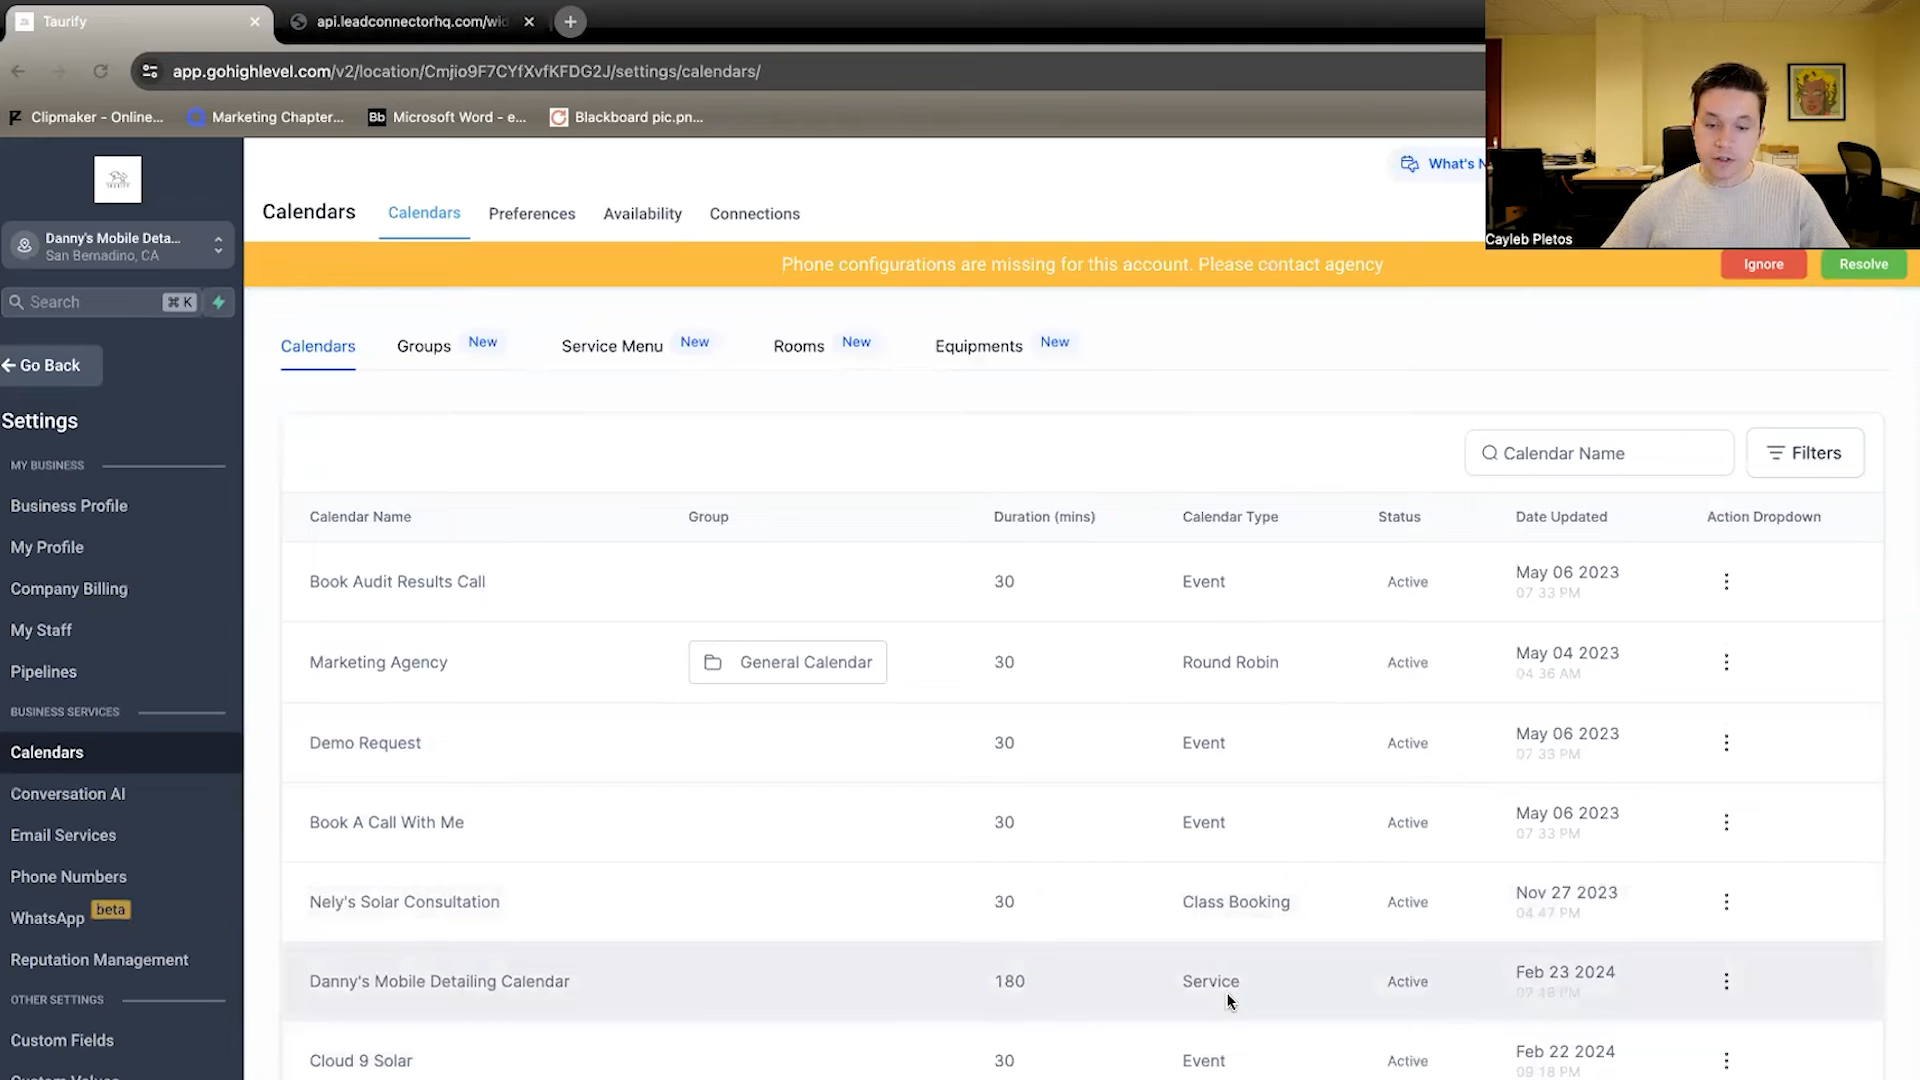 Taurify
api.leadconnectorhq.com/wid
app.gohighlevel.com/v2/location/Cmjio9F7CYfXvfKFDG2J/settings/calendars/
Clipmaker - Online...
Marketing Chapter...
Bb Microsoft Word - e...
Blackboard pic.pn...
Cayleb Pletos
Danny's Mobile Deta...
San Bernadino, CA
Search
⌘ K
Go Back
Settings
MY BUSINESS
Business Profile
My Profile
Company Billing
My Staff
Pipelines
BUSINESS SERVICES
Calendars
Conversation AI
Email Services
Phone Numbers
WhatsApp beta
Reputation Management
OTHER SETTINGS
Custom Fields
Custom Values
What's N
Calendars
Calendars Preferences Availability Connections
Phone configurations are missing for this account. Please contact agency
Ignore Resolve
Calendars Groups New Service Menu New Rooms New Equipments New
Calendar Name
Filters
Calendar Name Group Duration (mins) Calendar Type Status Date Updated Action Dropdown
Book Audit Results Call 30 Event Active May 06 2023
07 33 PM
Marketing Agency General Calendar 30 Round Robin Active May 04 2023
04 36 AM
Demo Request 30 Event Active May 06 2023
07 33 PM
Book A Call With Me 30 Event Active May 06 2023
07 33 PM
Nely's Solar Consultation 30 Class Booking Active Nov 27 2023
04 47 PM
Danny's Mobile Detailing Calendar 180 Service Active Feb 23 2024
07 48 PM
Cloud 9 Solar 30 Event Active Feb 22 2024
09 18 PM